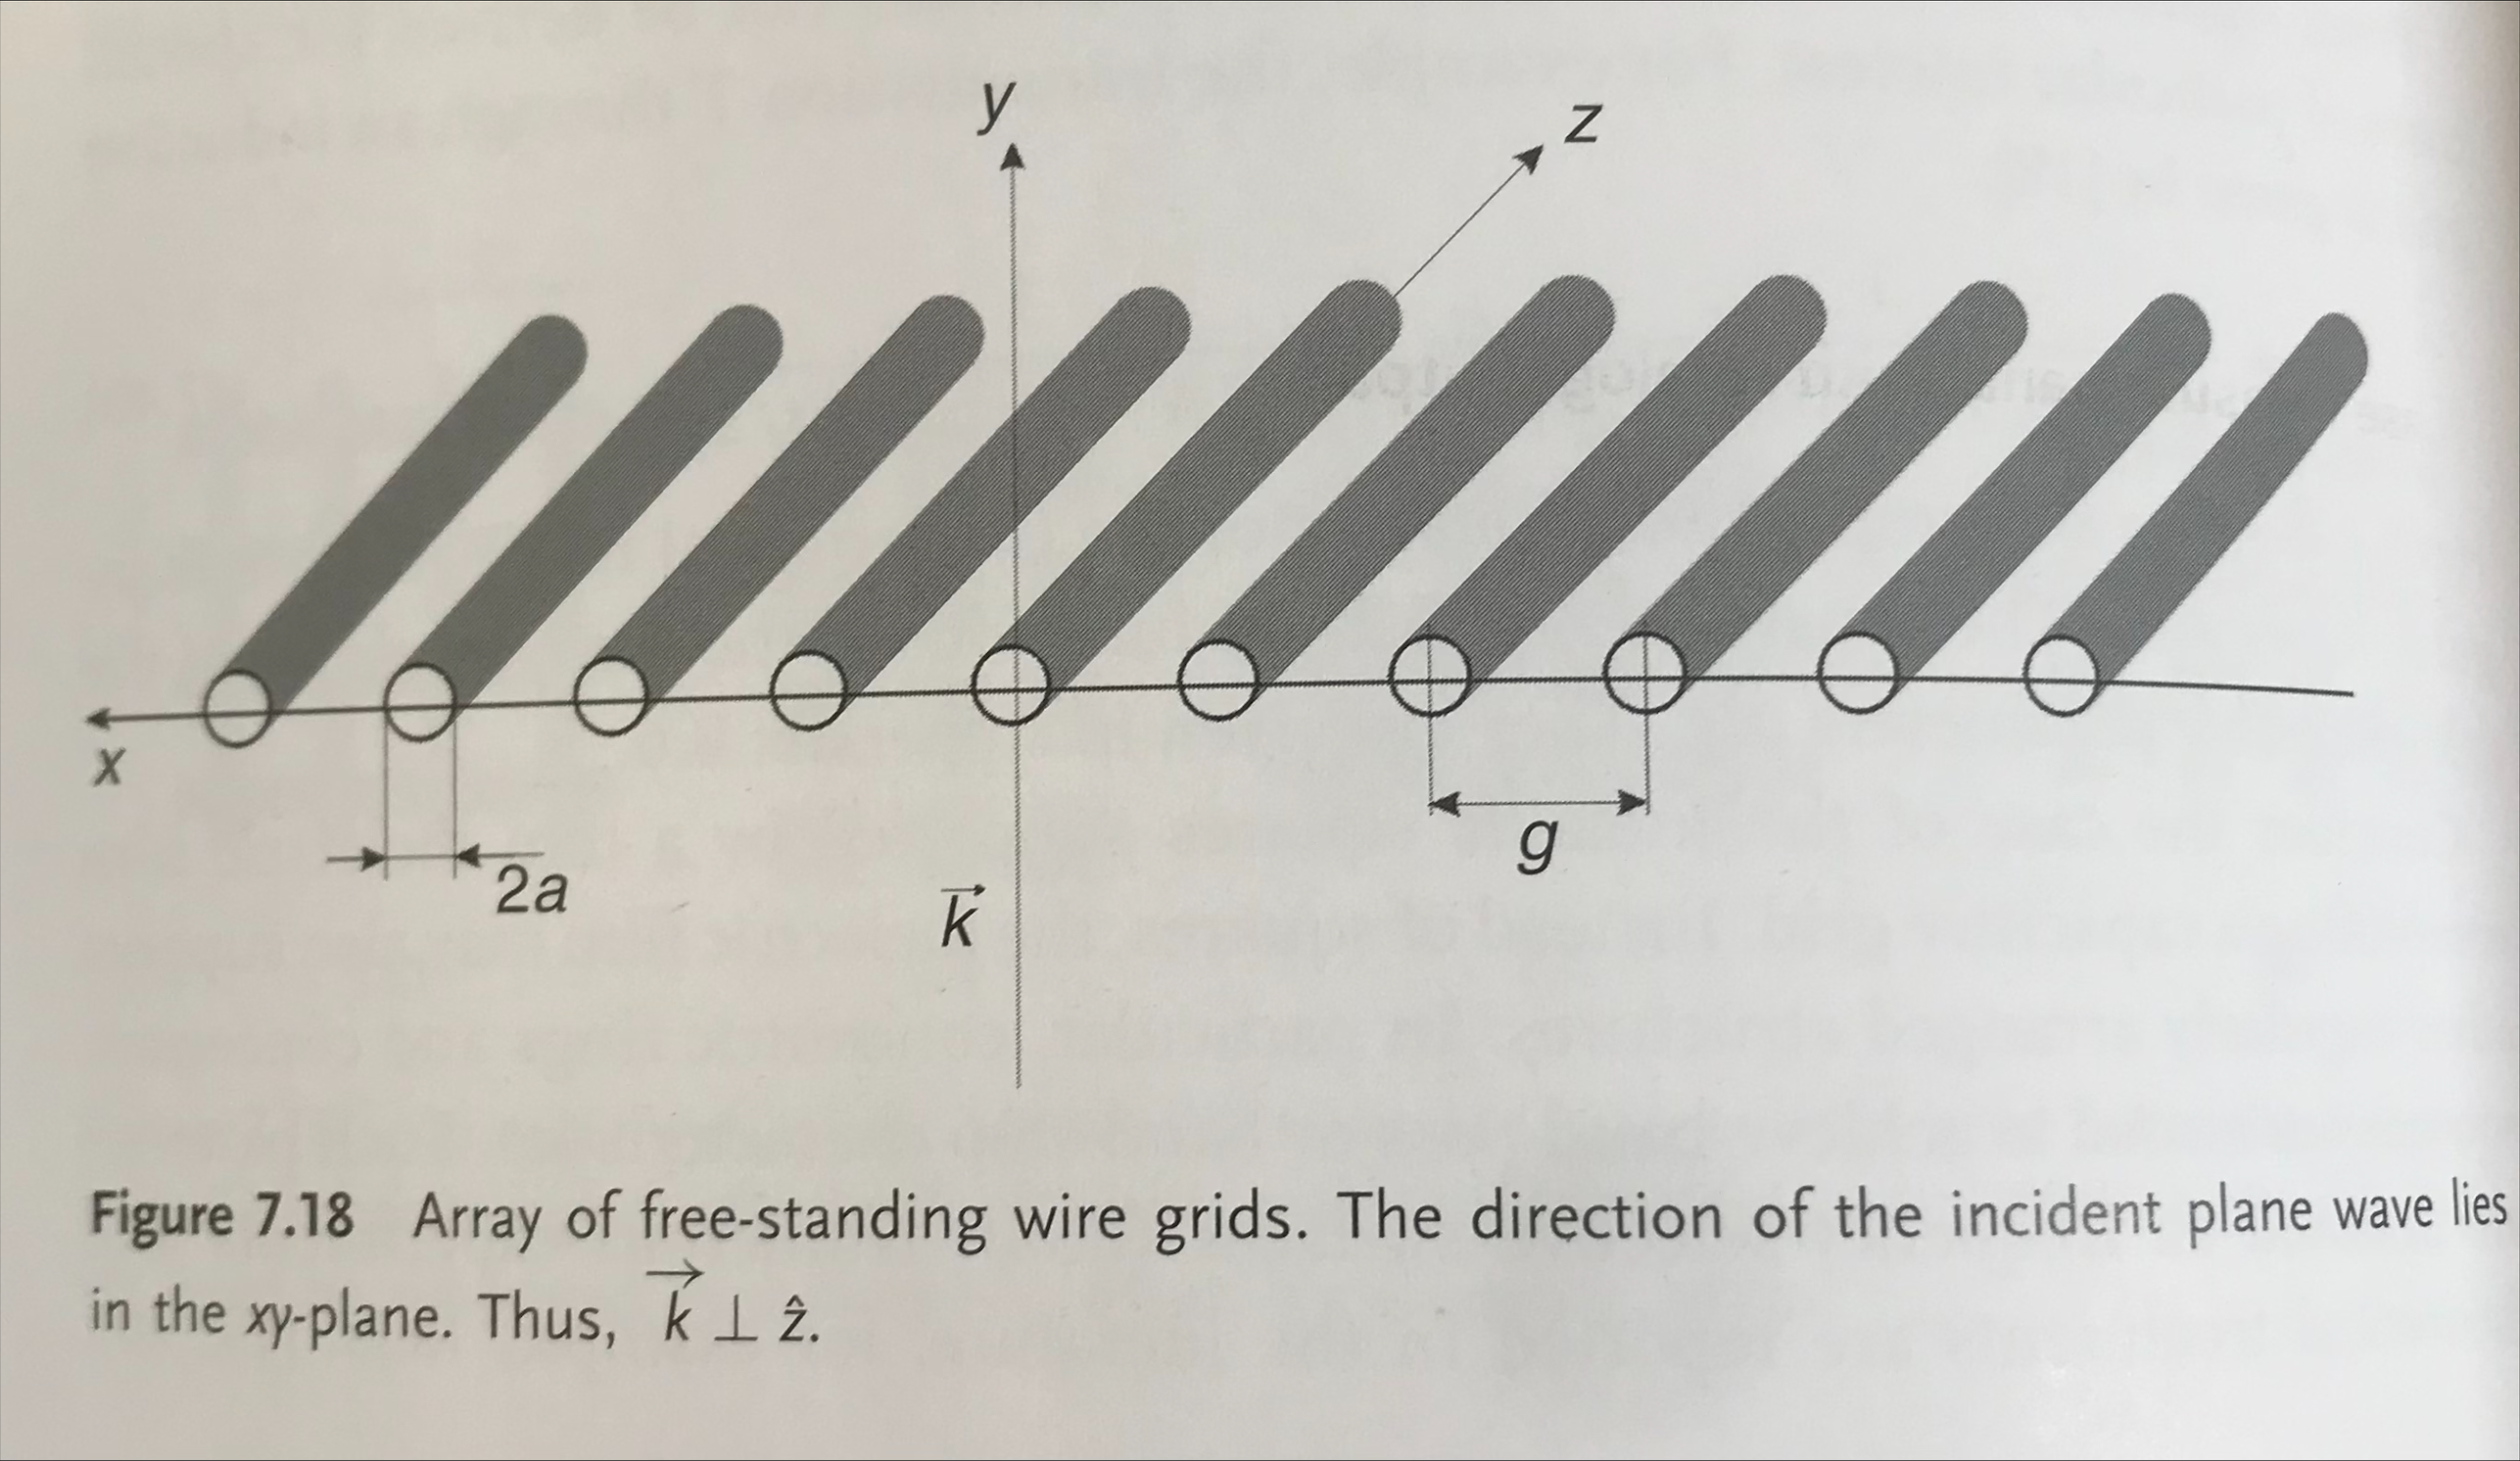 y
z
x
2a
g
k⃗
Figure 7.18 Array of free-standing wire grids. The direction of the incident plane wave lies
in the xy-plane. Thus, k⃗ ⊥ ẑ.